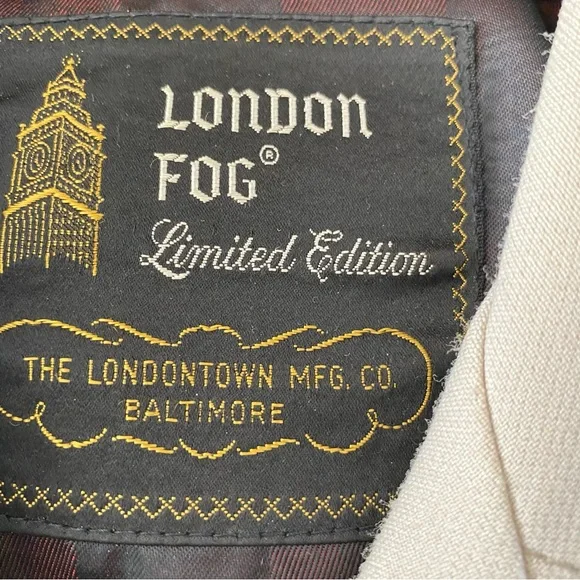 LONDON
FOG®
Limited Edition
THE LONDONTOWN MFG. CO.
BALTIMORE